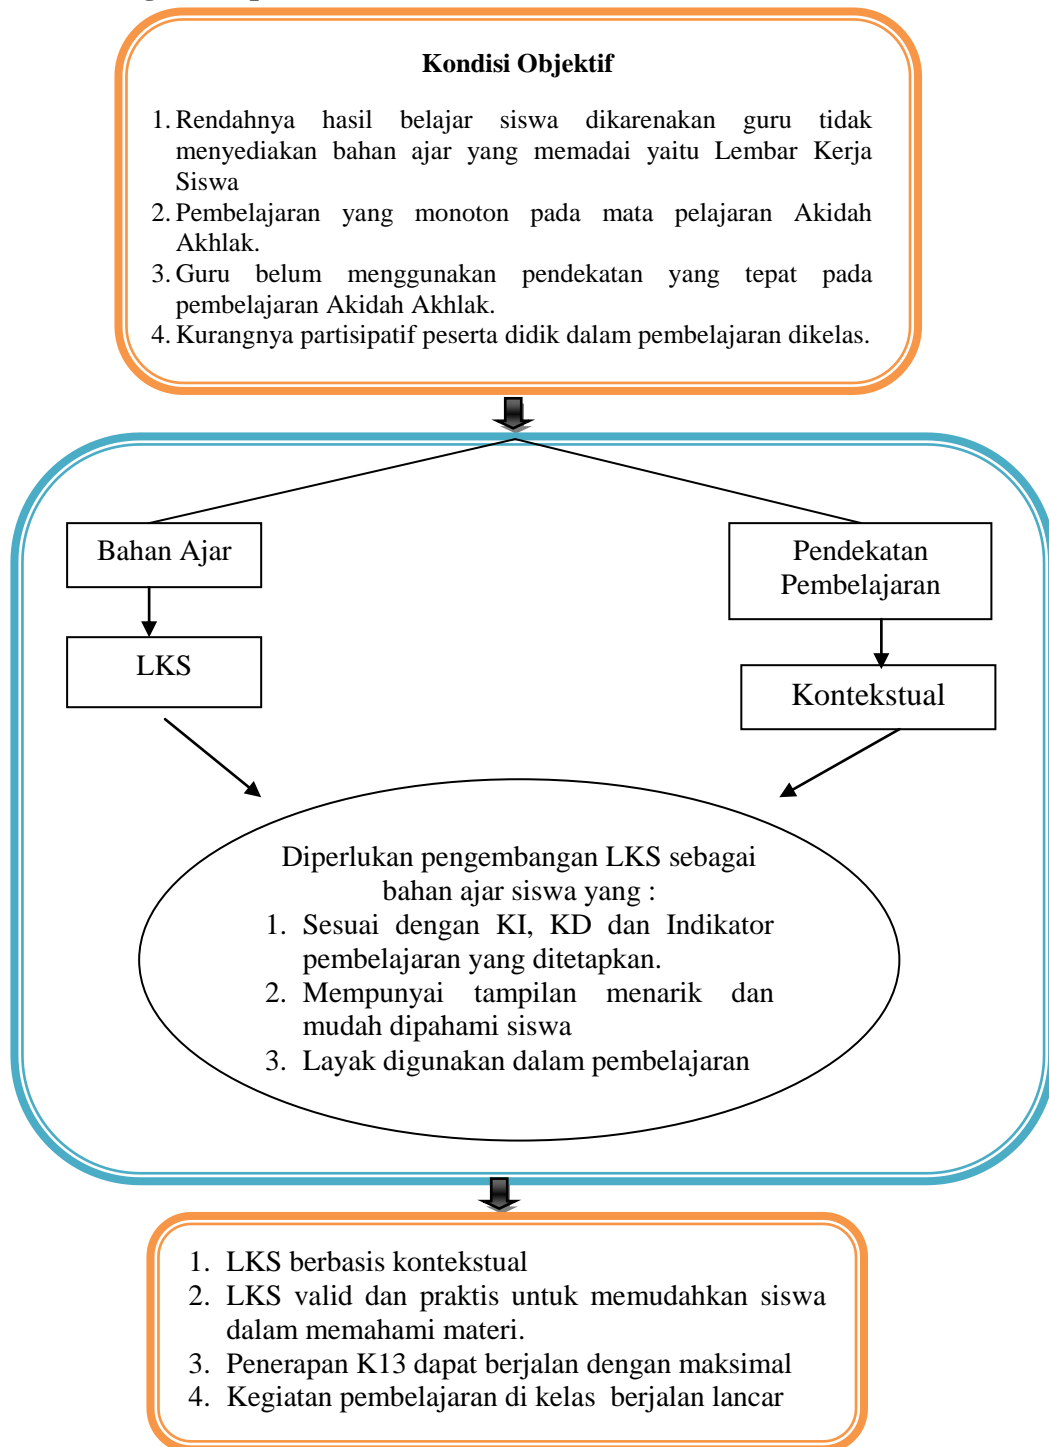 Kondisi Objektif
1. Rendahnya hasil belajar siswa dikarenakan guru tidak
menyediakan bahan ajar yang memadai yaitu Lembar Kerja
Siswa
2. Pembelajaran yang monoton pada mata pelajaran Akidah
Akhlak.
3. Guru belum menggunakan pendekatan yang tepat pada
pembelajaran Akidah Akhlak.
4. Kurangnya partisipatif peserta didik dalam pembelajaran dikelas.
Bahan Ajar
Pendekatan
Pembelajaran
LKS
Kontekstual
Diperlukan pengembangan LKS sebagai
bahan ajar siswa yang :
1. Sesuai dengan KI, KD dan Indikator
pembelajaran yang ditetapkan.
2. Mempunyai tampilan menarik dan
mudah dipahami siswa
3. Layak digunakan dalam pembelajaran
1. LKS berbasis kontekstual
2. LKS valid dan praktis untuk memudahkan siswa
dalam memahami materi.
3. Penerapan K13 dapat berjalan dengan maksimal
4. Kegiatan pembelajaran di kelas berjalan lancar